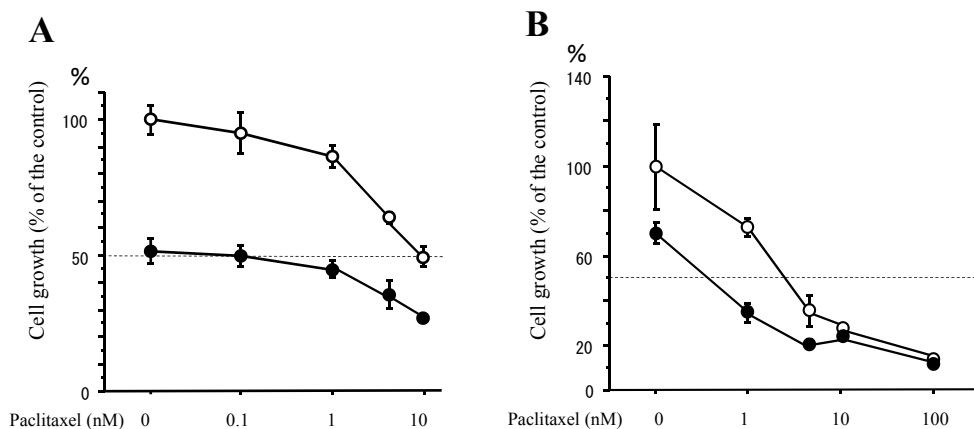 A
%
Cell growth (% of the control)
100
50
0
Paclitaxel (nM) 0 0.1 1 10
B
%
Cell growth (% of the control)
140
100
60
20
0
Paclitaxel (nM) 0 1 10 100